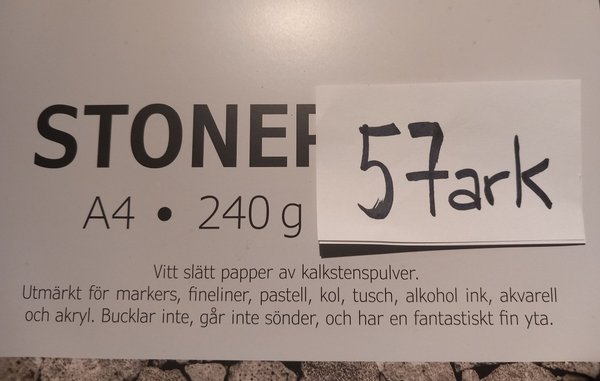 STONEP
57ark
A4 • 240 g
Vitt slätt papper av kalkstenspulver.
Utmärkt för markers, fineliner, pastell, kol, tusch, alkohol ink, akvarell
och akryl. Bucklar inte, går inte sönder, och har en fantastiskt fin yta.